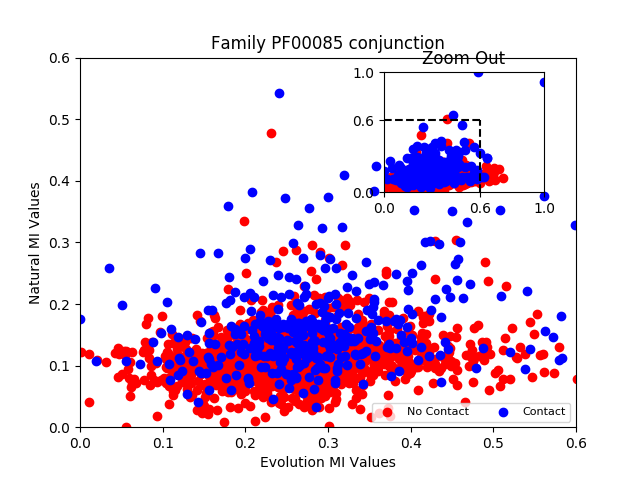 Family PF00085 conjunction
Zoom Out
1.0
0.6
0.0
0.0 0.6 1.0
0.6
0.5
0.4
0.3
0.2
0.1
0.0
Natural MI Values
No Contact Contact
0.0 0.1 0.2 0.3 0.4 0.5 0.6
Evolution MI Values